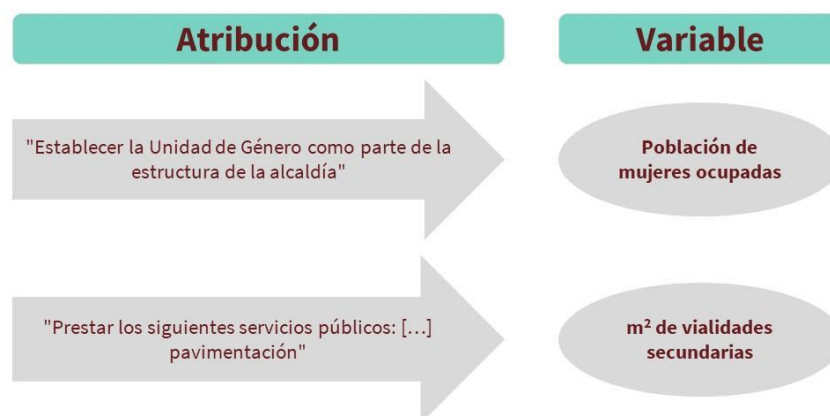 Atribución
Variable
"Establecer la Unidad de Género como parte de la
estructura de la alcaldía"
Población de
mujeres ocupadas
"Prestar los siguientes servicios públicos: [...]
pavimentación"
m² de vialidades
secundarias